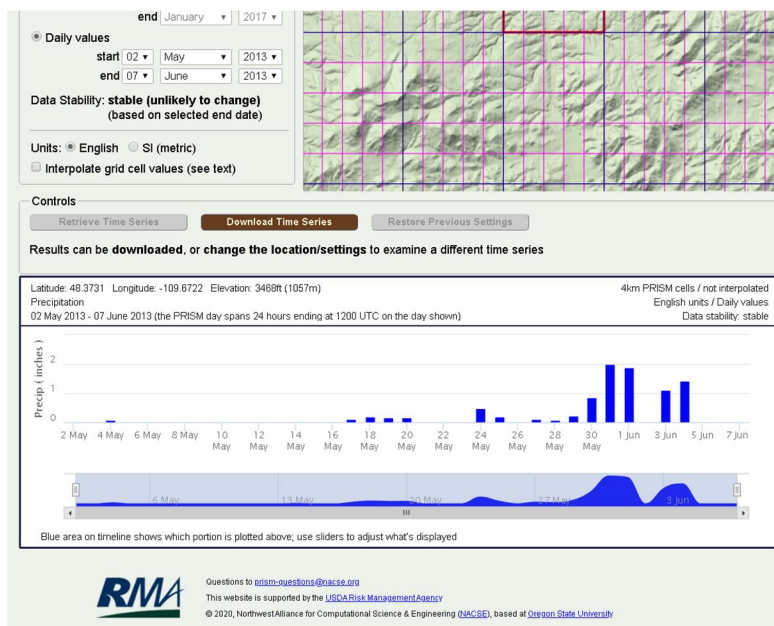 end January 2017
Daily values
start 02 May 2013
end 07 June 2013
Data Stability: stable (unlikely to change)
(based on selected end date)
Units: English SI (metric)
Interpolate grid cell values (see text)
Controls
Retrieve Time Series Download Time Series Restore Previous Settings
Results can be downloaded, or change the location/settings to examine a different time series
Latitude: 48.3731 Longitude: -109.6722 Elevation: 3468ft (1057m) 4km PRISM cells / not interpolated
Precipitation English units / Daily values
02 May 2013 - 07 June 2013 (the PRISM day spans 24 hours ending at 1200 UTC on the day shown) Data stability: stable
Precip ( inches )
2
1
0
2 May 4 May 6 May 8 May 10 May 12 May 14 May 16 May 18 May 20 May 22 May 24 May 26 May 28 May 30 May 1 Jun 3 Jun 5 Jun 7 Jun
6 May 13 May 20 May 27 May 3 Jun
Blue area on timeline shows which portion is plotted above; use sliders to adjust what's displayed
RMA
Questions to prism-questions@nacse.org
This website is supported by the USDA Risk Management Agency
© 2020, Northwest Alliance for Computational Science & Engineering (NACSE), based at Oregon State University